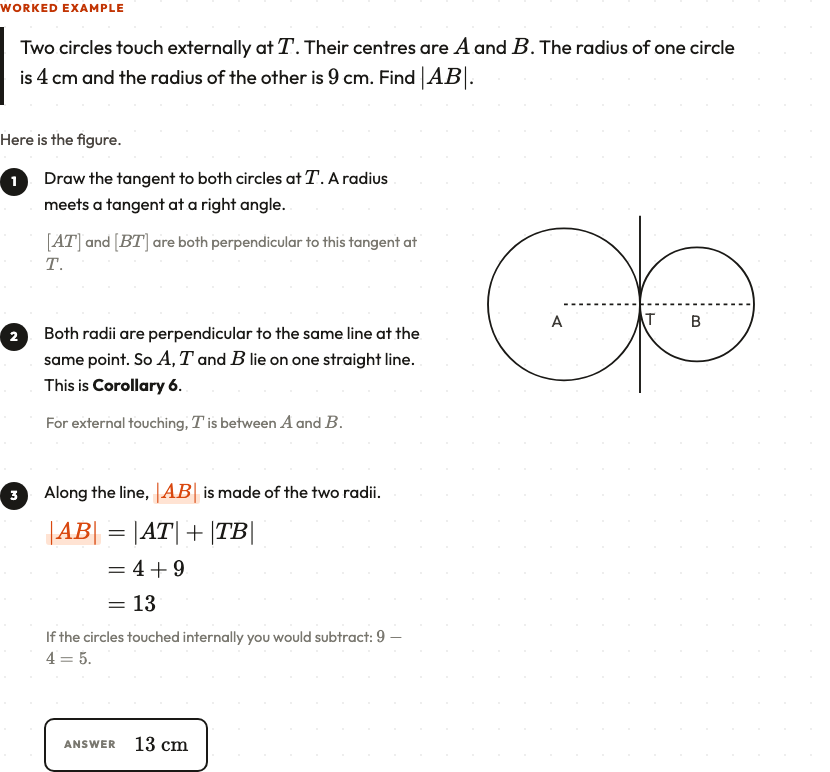 WORKED EXAMPLE
Two circles touch externally at T. Their centres are A and B. The radius of one circle
is 4 cm and the radius of the other is 9 cm. Find |AB|.
Here is the figure.
1 Draw the tangent to both circles at T. A radius
meets a tangent at a right angle.
[AT] and [BT] are both perpendicular to this tangent at
T.
2 Both radii are perpendicular to the same line at the
same point. So A, T and B lie on one straight line.
This is Corollary 6.
For external touching, T is between A and B.
3 Along the line, |AB| is made of the two radii.
|AB| = |AT| + |TB|
= 4 + 9
= 13
If the circles touched internally you would subtract: 9 −
4 = 5.
ANSWER 13 cm
A T B